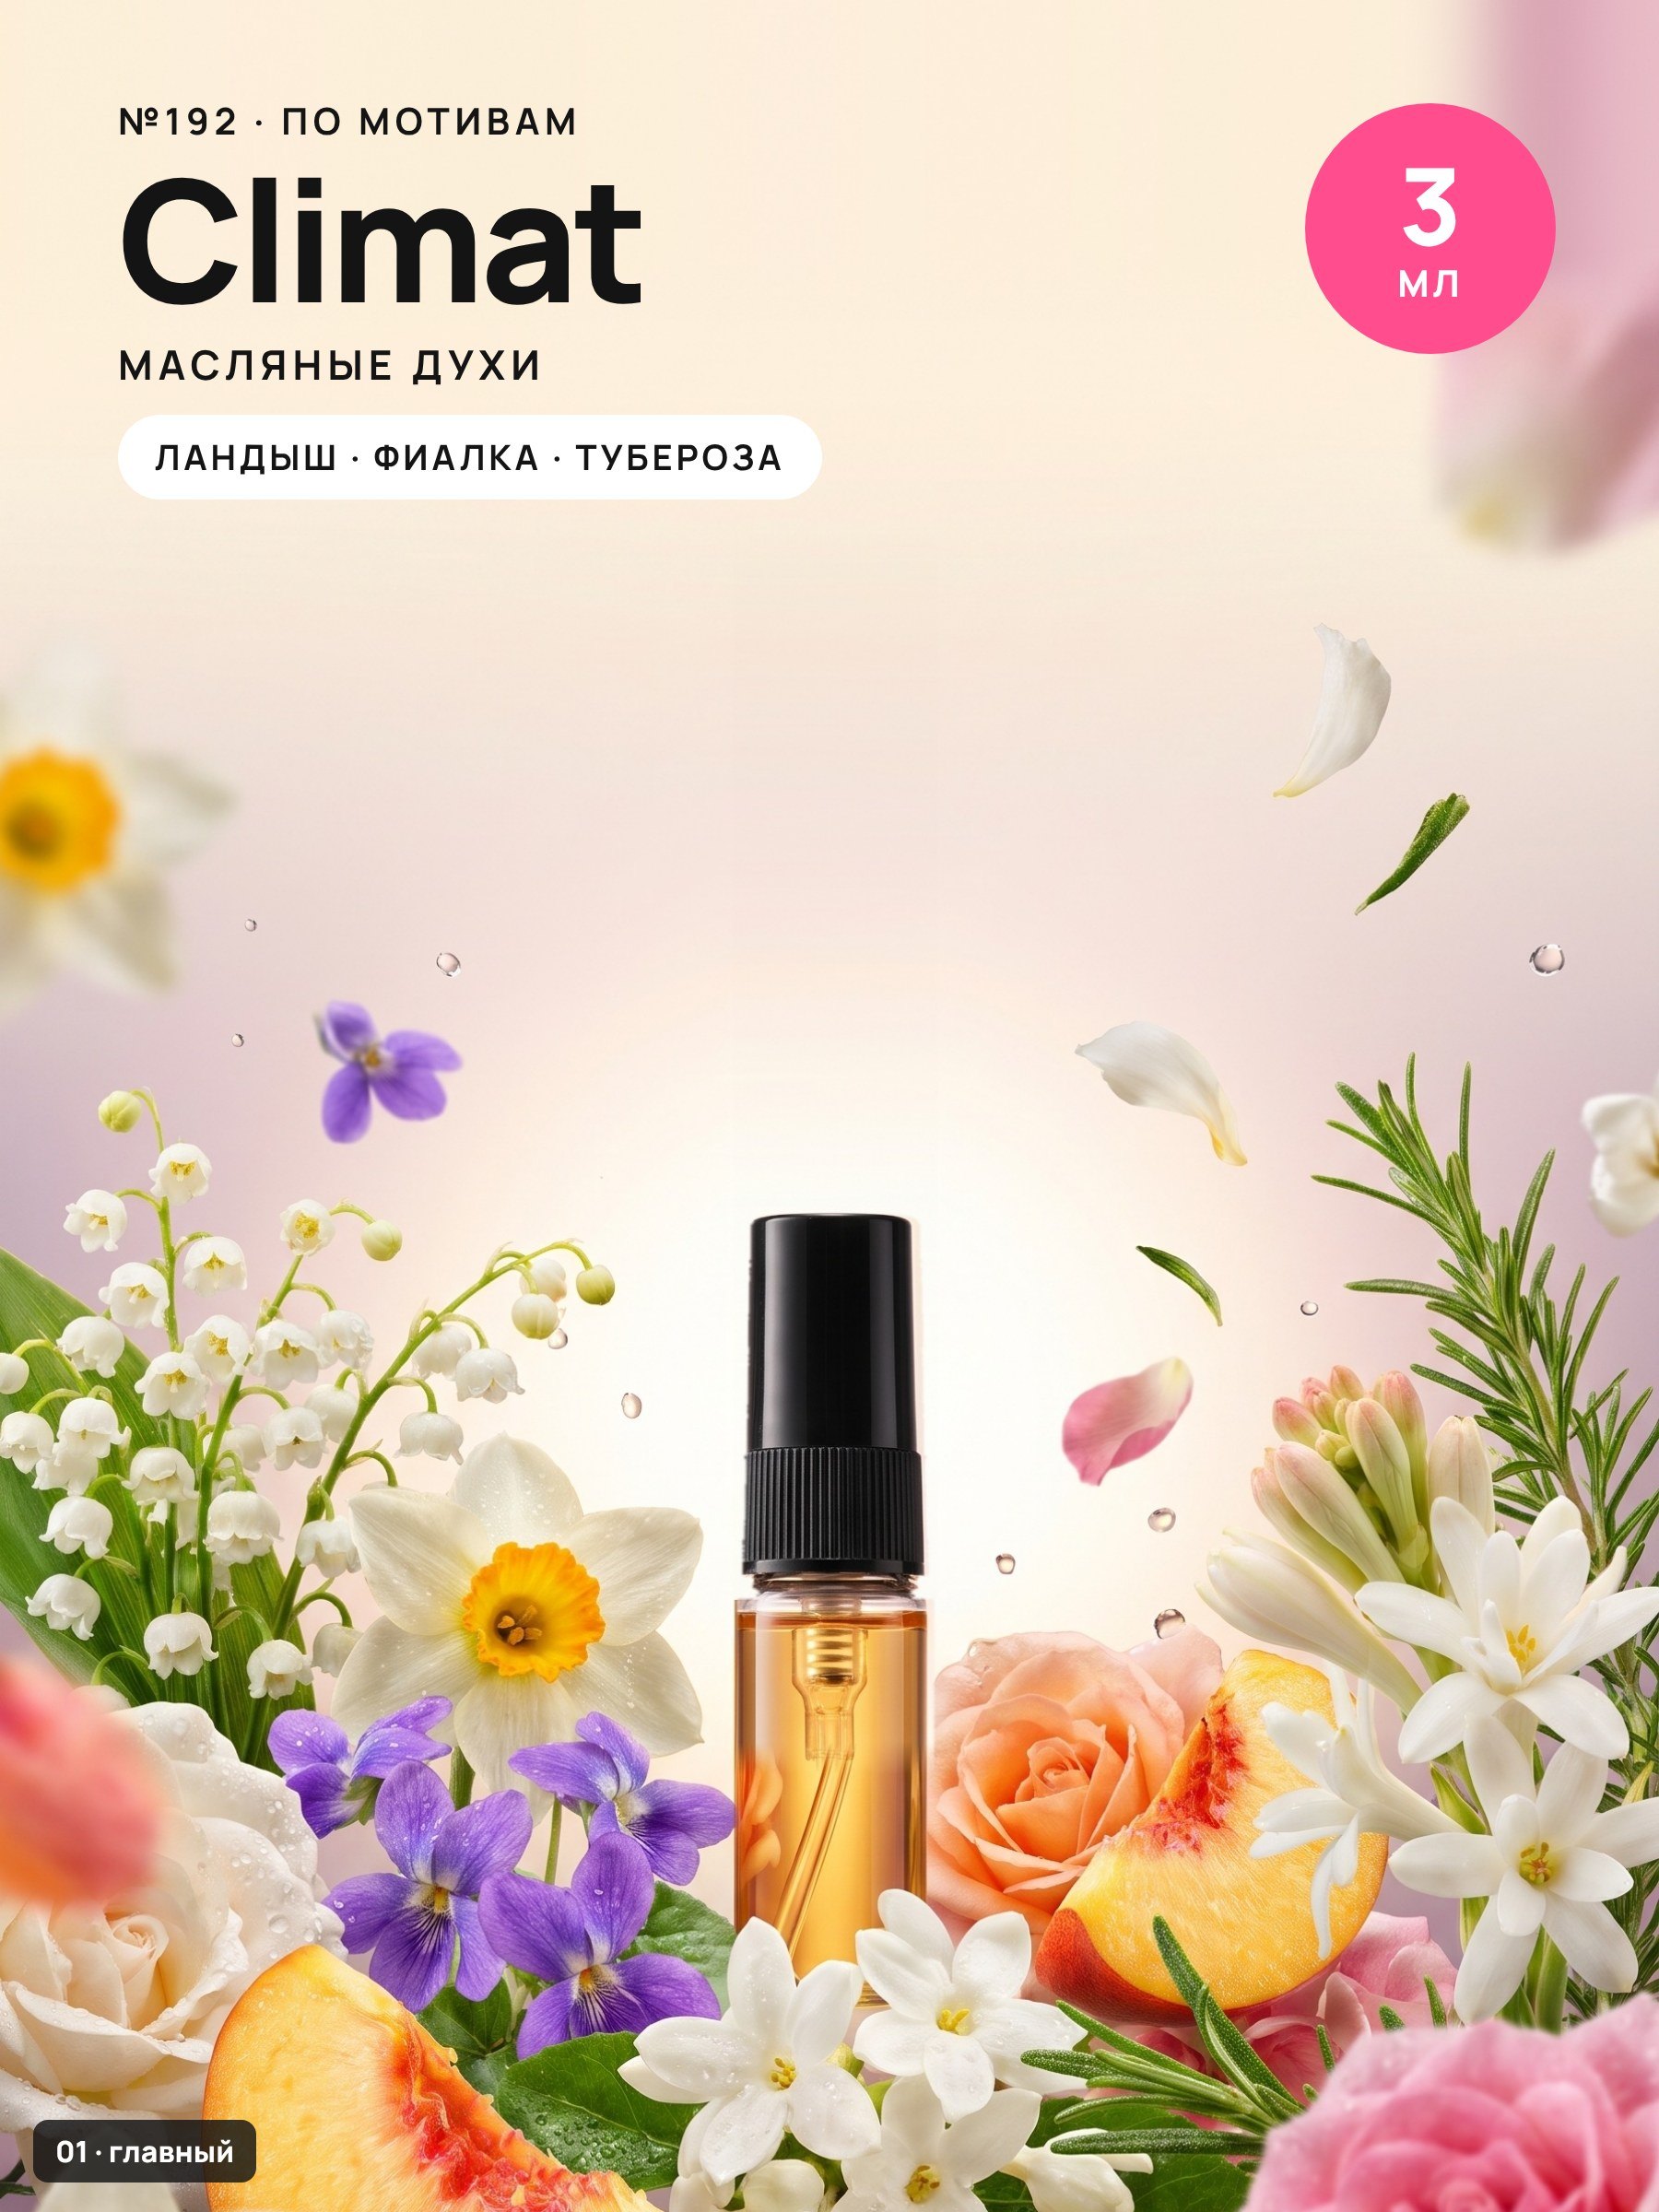 №192 · ПО МОТИВАМ
Climat
МАСЛЯНЫЕ ДУХИ
ЛАНДЫШ · ФИАЛКА · ТУБЕРОЗА
3
МЛ
01 · главный